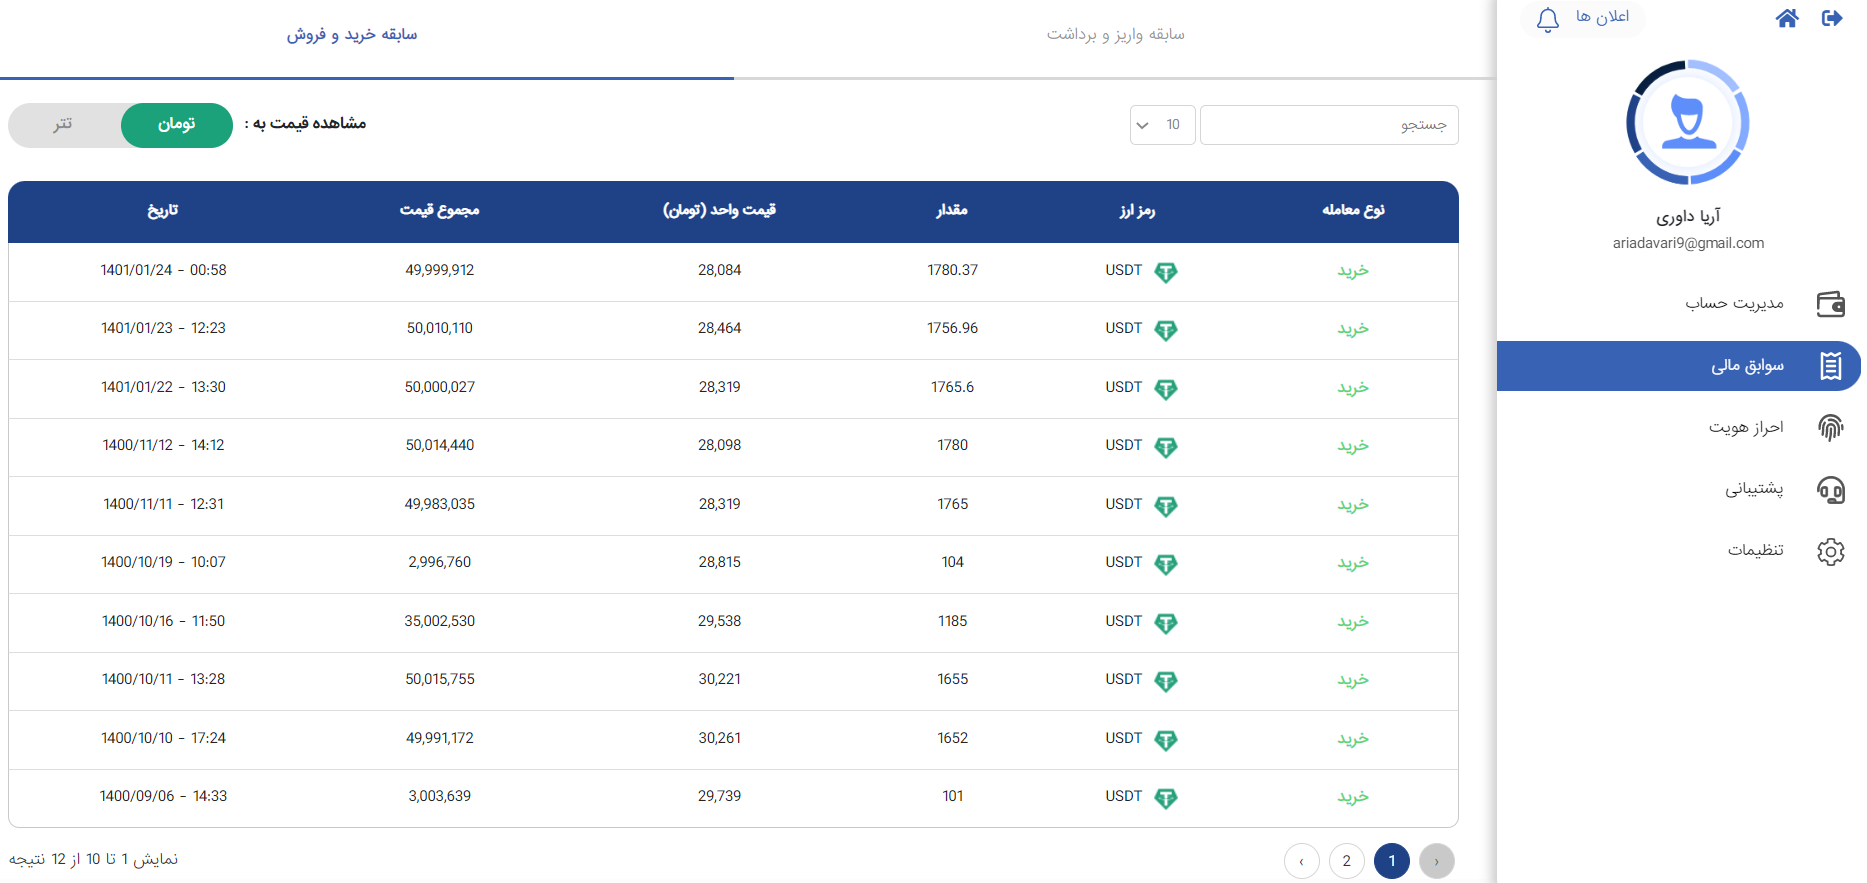 اعلان ها
آریا داوری
ariadavari9@gmail.com
مدیریت حساب
سوابق مالی
احراز هویت
پشتیبانی
تنظیمات
سابقه واریز و برداشت
سابقه خرید و فروش
جستجو
10
مشاهده قیمت به :
تومان
تتر
نوع معامله رمز ارز مقدار قیمت واحد (تومان) مجموع قیمت تاریخ
خرید USDT 1780.37 28,084 49,999,912 1401/01/24 - 00:58
خرید USDT 1756.96 28,464 50,010,110 1401/01/23 - 12:23
خرید USDT 1765.6 28,319 50,000,027 1401/01/22 - 13:30
خرید USDT 1780 28,098 50,014,440 1400/11/12 - 14:12
خرید USDT 1765 28,319 49,983,035 1400/11/11 - 12:31
خرید USDT 104 28,815 2,996,760 1400/10/19 - 10:07
خرید USDT 1185 29,538 35,002,530 1400/10/16 - 11:50
خرید USDT 1655 30,221 50,015,755 1400/10/11 - 13:28
خرید USDT 1652 30,261 49,991,172 1400/10/10 - 17:24
خرید USDT 101 29,739 3,003,639 1400/09/06 - 14:33
‹ 1 2 ›
نمایش 1 تا 10 از 12 نتیجه